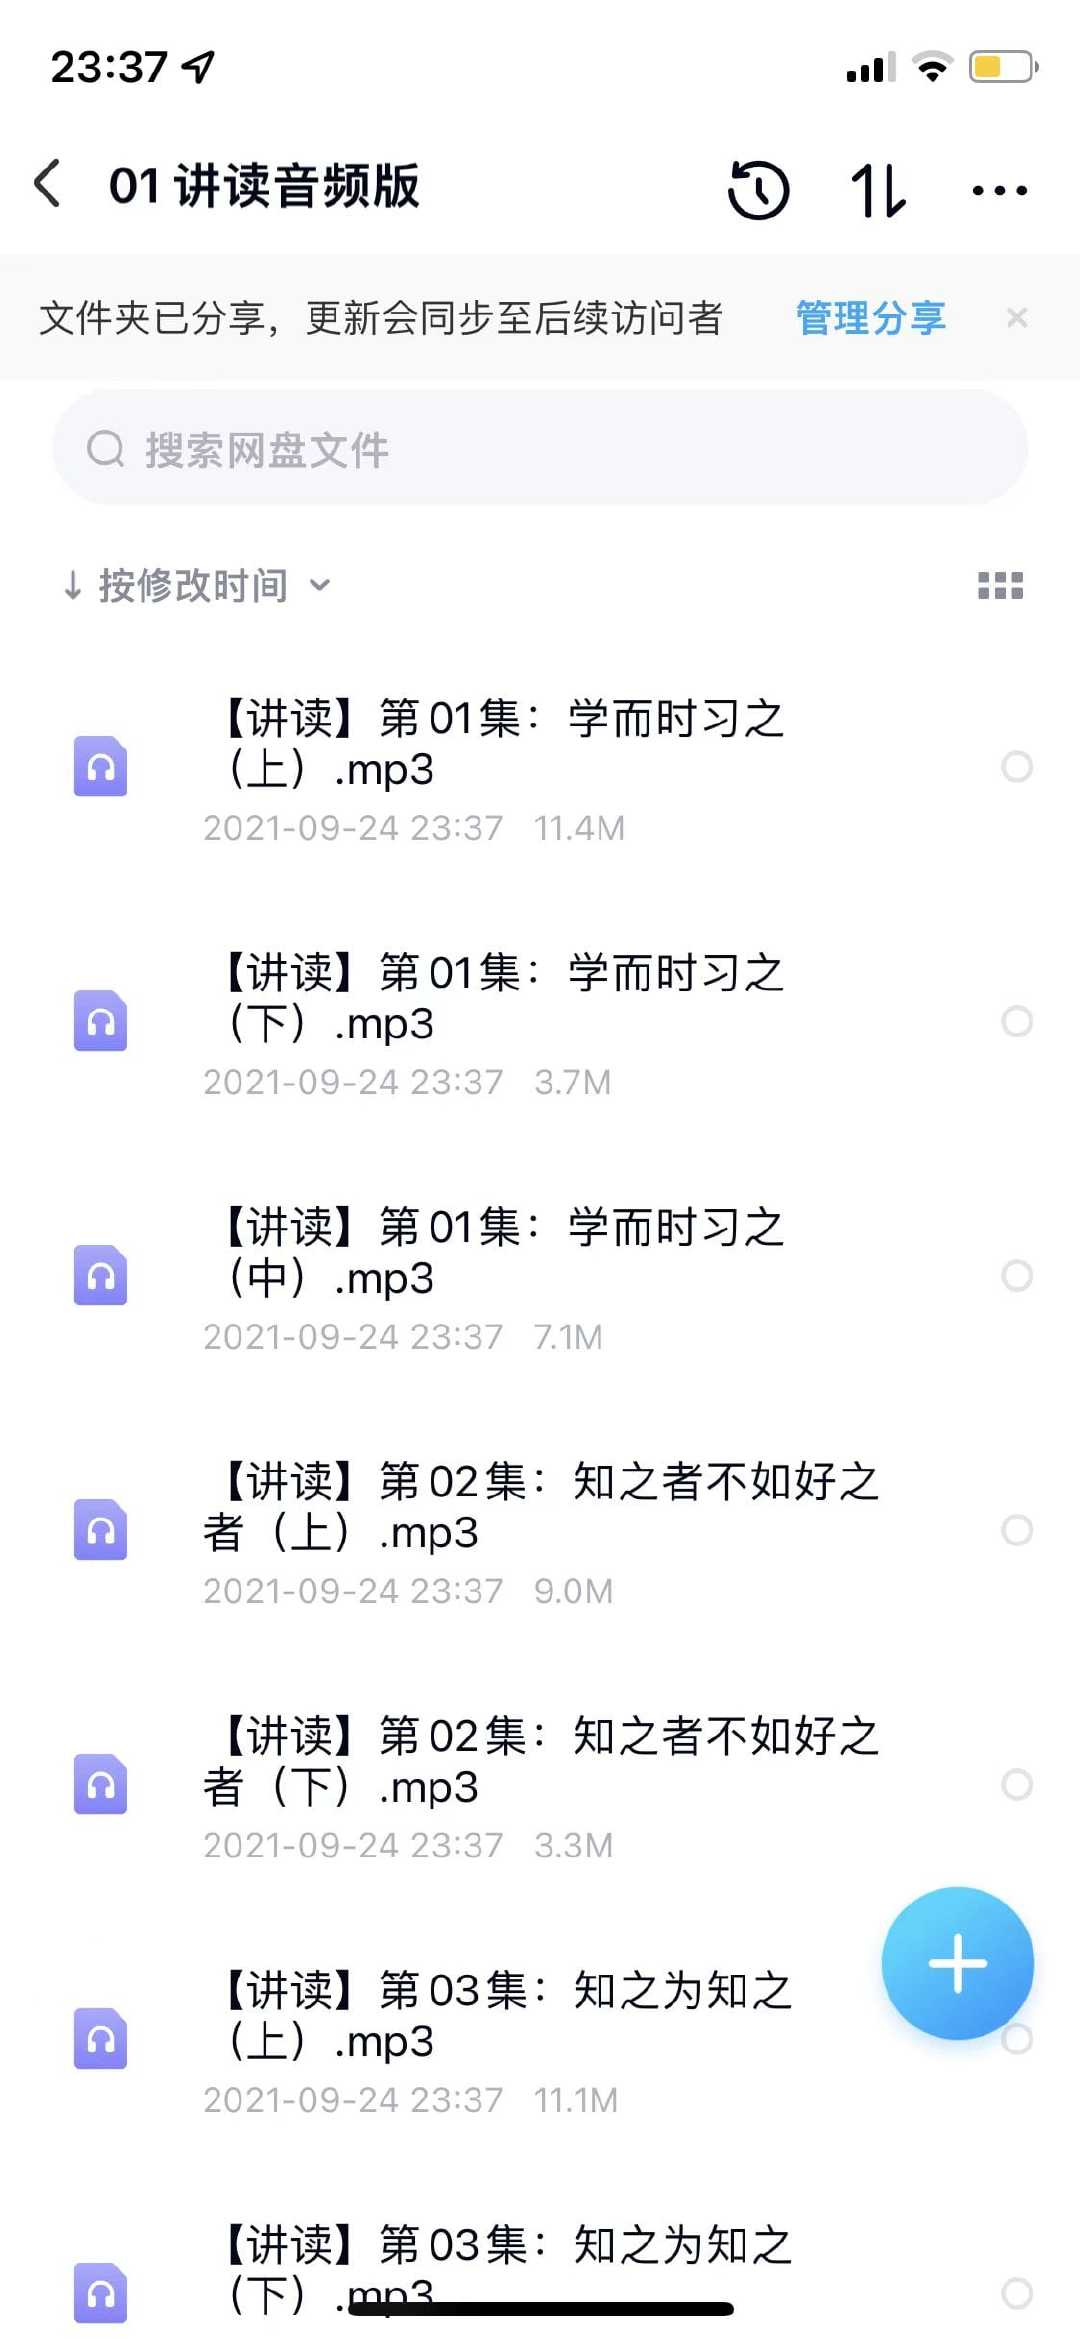 23:37
01 讲读音频版
文件夹已分享，更新会同步至后续访问者 管理分享
搜索网盘文件
按修改时间
【讲读】第01集：学而时习之
（上）.mp3
2021-09-24 23:37 11.4M
【讲读】第01集：学而时习之
（下）.mp3
2021-09-24 23:37 3.7M
【讲读】第01集：学而时习之
（中）.mp3
2021-09-24 23:37 7.1M
【讲读】第02集：知之者不如好之
者（上）.mp3
2021-09-24 23:37 9.0M
【讲读】第02集：知之者不如好之
者（下）.mp3
2021-09-24 23:37 3.3M
【讲读】第03集：知之为知之
（上）.mp3
2021-09-24 23:37 11.1M
【讲读】第03集：知之为知之
（下）.mp3